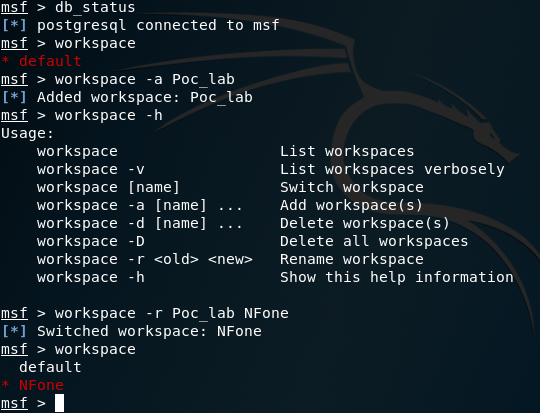 msf > db_status
[*] postgresql connected to msf
msf > workspace
* default
msf > workspace -a Poc_lab
[*] Added workspace: Poc_lab
msf > workspace -h
Usage:
    workspace                  List workspaces
    workspace -v               List workspaces verbosely
    workspace [name]           Switch workspace
    workspace -a [name] ...    Add workspace(s)
    workspace -d [name] ...    Delete workspace(s)
    workspace -D               Delete all workspaces
    workspace -r <old> <new>   Rename workspace
    workspace -h               Show this help information

msf > workspace -r Poc_lab NFone
[*] Switched workspace: NFone
msf > workspace
  default
* NFone
msf >